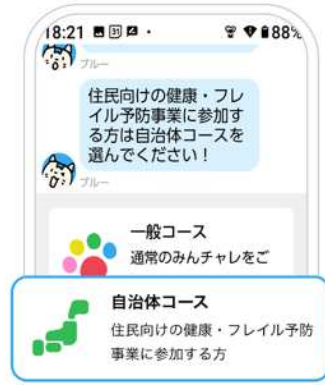 18:21
31
88%
ブルー
住民向けの健康・フレ
イル予防事業に参加す
る方は自治体コースを
選んでください！
ブルー
一般コース
通常のみんチャレをご
自治体コース
住民向けの健康・フレイル予防
事業に参加する方